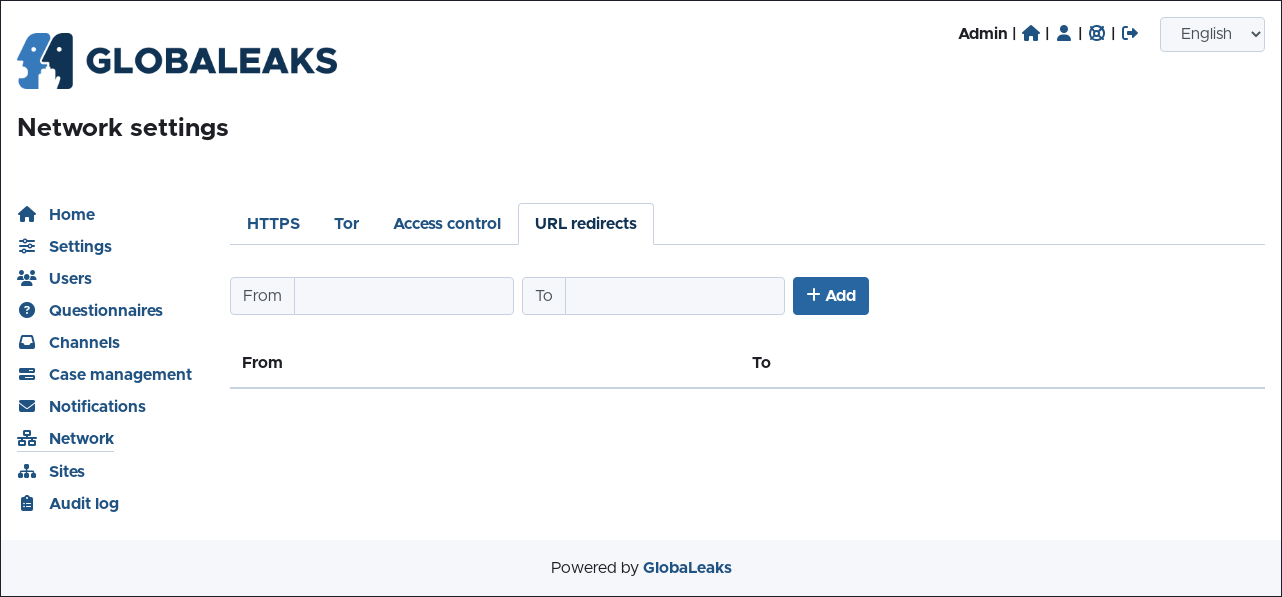 GLOBALEAKS
Admin | | | |
English
Network settings
Home
Settings
Users
Questionnaires
Channels
Case management
Notifications
Network
Sites
Audit log
HTTPS Tor Access control URL redirects
From To + Add
From To
Powered by GlobaLeaks